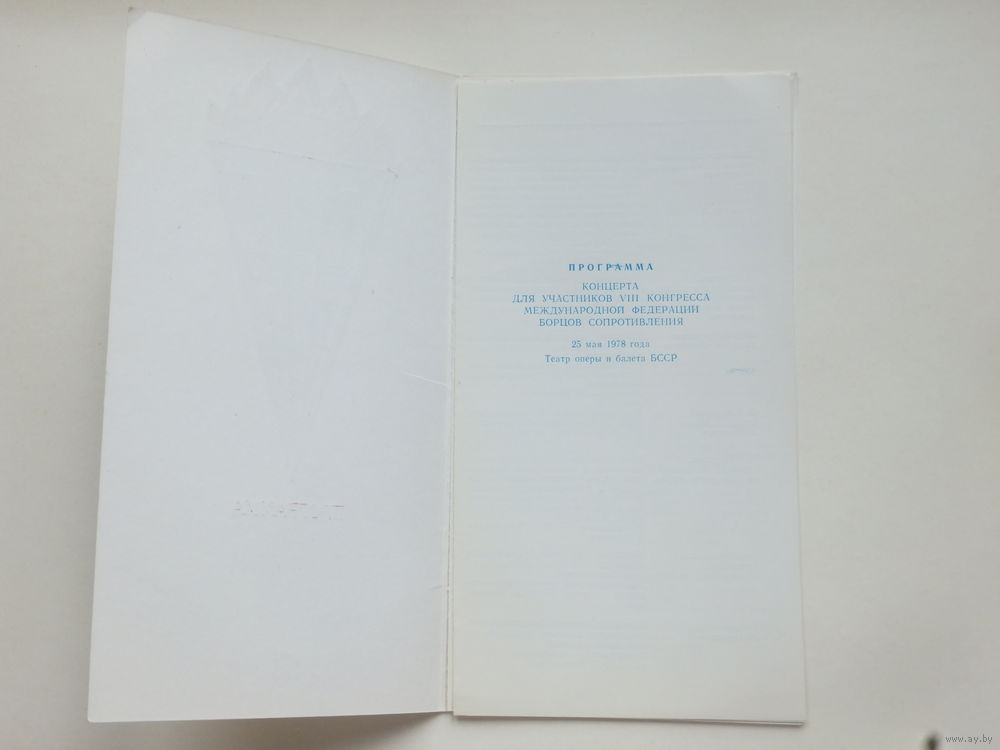 ПРОГРАММА
КОНЦЕРТА
ДЛЯ УЧАСТНИКОВ VIII КОНГРЕССА
МЕЖДУНАРОДНОЙ ФЕДЕРАЦИИ
БОРЦОВ СОПРОТИВЛЕНИЯ
25 мая 1978 года
Театр оперы и балета БССР
www.ay.by